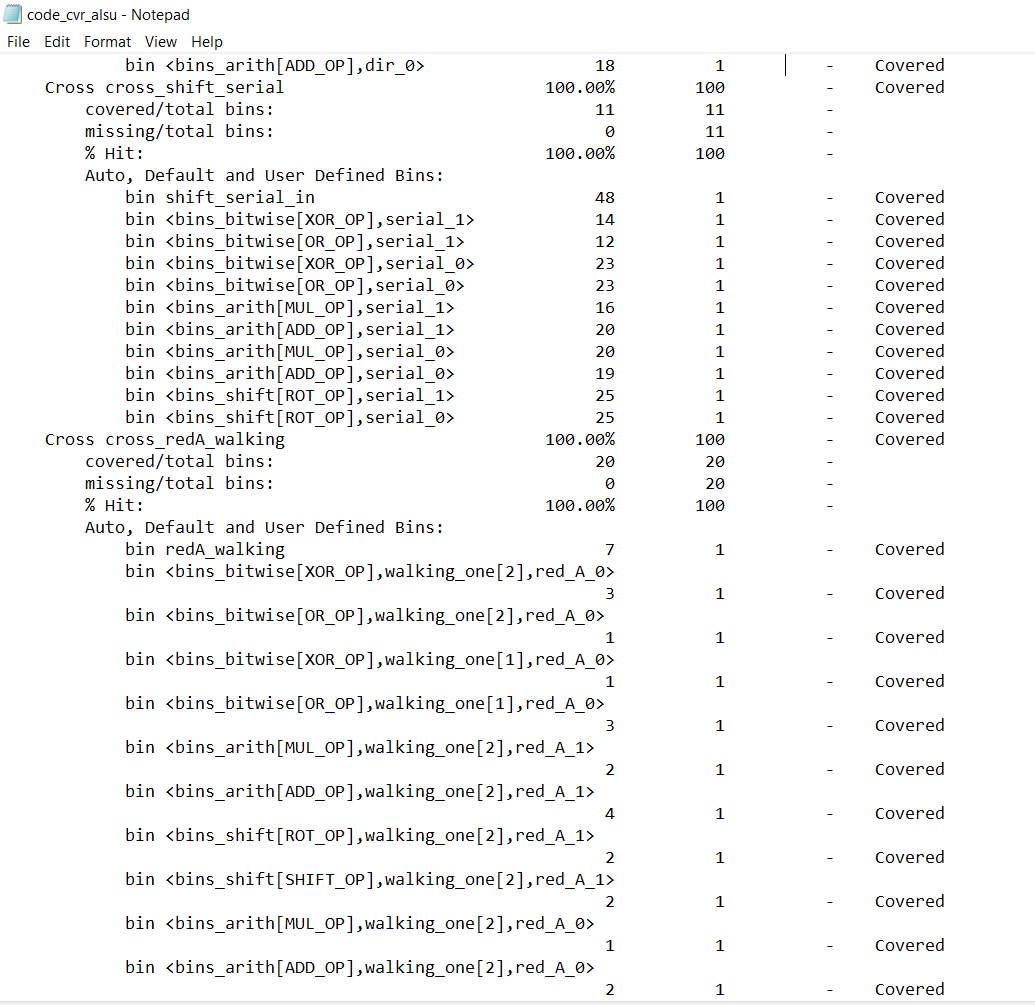 code_cvr_alsu - Notepad
File Edit Format View Help
bin <bins_arith[ADD_OP],dir_0> 18 1 - Covered
Cross cross_shift_serial 100.00% 100 - Covered
covered/total bins: 11 11 -
missing/total bins: 0 11 -
% Hit: 100.00% 100 -
Auto, Default and User Defined Bins:
bin shift_serial_in 48 1 - Covered
bin <bins_bitwise[XOR_OP],serial_1> 14 1 - Covered
bin <bins_bitwise[OR_OP],serial_1> 12 1 - Covered
bin <bins_bitwise[XOR_OP],serial_0> 23 1 - Covered
bin <bins_bitwise[OR_OP],serial_0> 23 1 - Covered
bin <bins_arith[MUL_OP],serial_1> 16 1 - Covered
bin <bins_arith[ADD_OP],serial_1> 20 1 - Covered
bin <bins_arith[MUL_OP],serial_0> 20 1 - Covered
bin <bins_arith[ADD_OP],serial_0> 19 1 - Covered
bin <bins_shift[ROT_OP],serial_1> 25 1 - Covered
bin <bins_shift[ROT_OP],serial_0> 25 1 - Covered
Cross cross_redA_walking 100.00% 100 - Covered
covered/total bins: 20 20 -
missing/total bins: 0 20 -
% Hit: 100.00% 100 -
Auto, Default and User Defined Bins:
bin redA_walking 7 1 - Covered
bin <bins_bitwise[XOR_OP],walking_one[2],red_A_0>
3 1 - Covered
bin <bins_bitwise[OR_OP],walking_one[2],red_A_0>
1 1 - Covered
bin <bins_bitwise[XOR_OP],walking_one[1],red_A_0>
1 1 - Covered
bin <bins_bitwise[OR_OP],walking_one[1],red_A_0>
3 1 - Covered
bin <bins_arith[MUL_OP],walking_one[2],red_A_1>
2 1 - Covered
bin <bins_arith[ADD_OP],walking_one[2],red_A_1>
4 1 - Covered
bin <bins_shift[ROT_OP],walking_one[2],red_A_1>
2 1 - Covered
bin <bins_shift[SHIFT_OP],walking_one[2],red_A_1>
2 1 - Covered
bin <bins_arith[MUL_OP],walking_one[2],red_A_0>
1 1 - Covered
bin <bins_arith[ADD_OP],walking_one[2],red_A_0>
2 1 - Covered